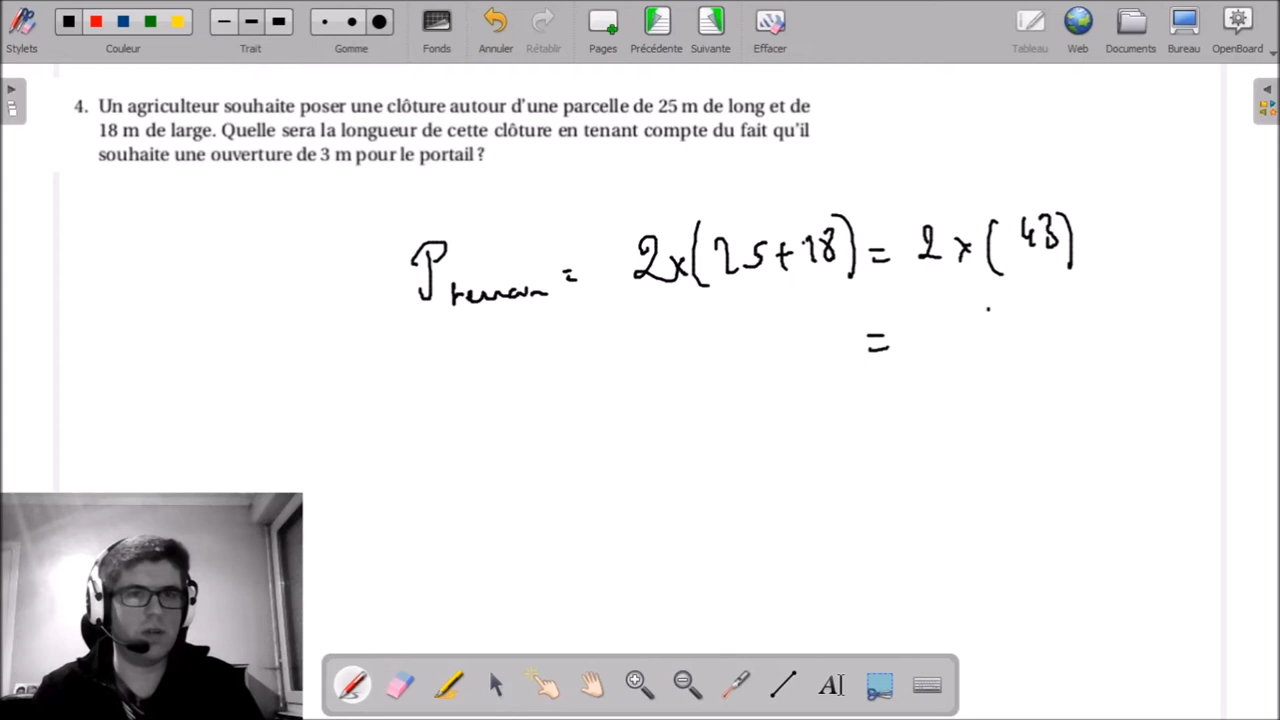 Stylets Couleur Trait Gomme Fonds Annuler Rétablir Pages Précédente Suivante Effacer Tableau Web Documents Bureau OpenBoard
4. Un agriculteur souhaite poser une clôture autour d'une parcelle de 25 m de long et de
18 m de large. Quelle sera la longueur de cette clôture en tenant compte du fait qu'il
souhaite une ouverture de 3 m pour le portail ?
P terrain = 2×(25+18) = 2×(43)
=
AI